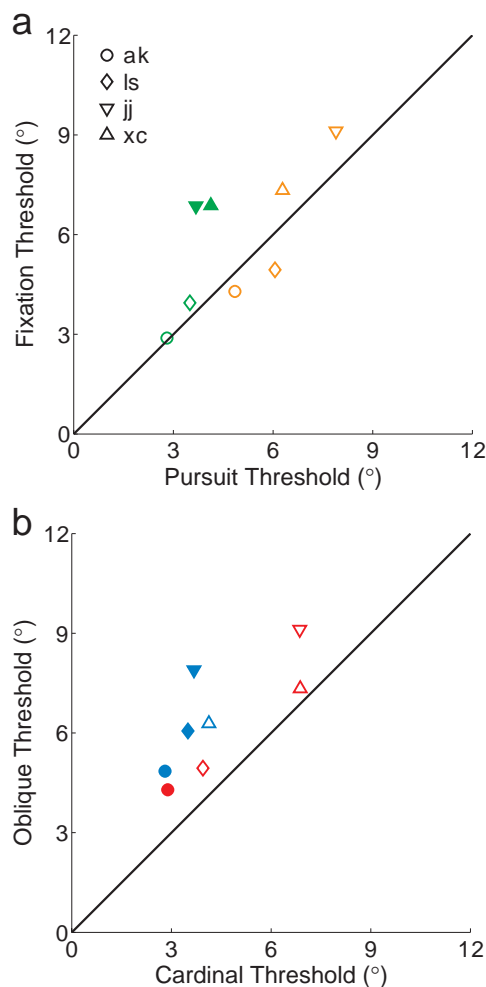 a
12
ak
ls
jj
xc
9
6
3
0
Fixation Threshold (°)
0 3 6 9 12
Pursuit Threshold (°)
b
12
9
6
3
0
Oblique Threshold (°)
0 3 6 9 12
Cardinal Threshold (°)